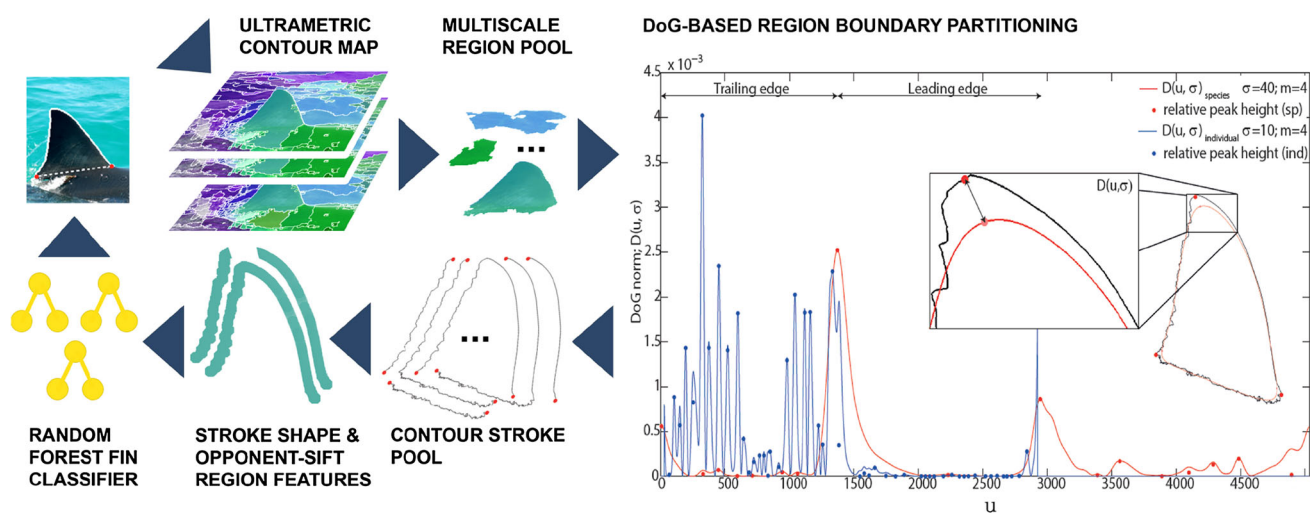 ULTRAMETRIC
CONTOUR MAP
MULTISCALE
REGION POOL
RANDOM
FOREST FIN
CLASSIFIER
STROKE SHAPE &
OPPONENT-SIFT
REGION FEATURES
CONTOUR STROKE
POOL
DoG-BASED REGION BOUNDARY PARTITIONING
x 10⁻³
4.5
4
3.5
3
2.5
2
1.5
1
0.5
0
DoG norm; D(u, σ)
Trailing edge
Leading edge
D(u, σ) species σ=40; m=4
relative peak height (sp)
D(u, σ) individual σ=10; m=4
relative peak height (ind)
D(u,σ)
0 500 1000 1500 2000 2500 3000 3500 4000 4500
u